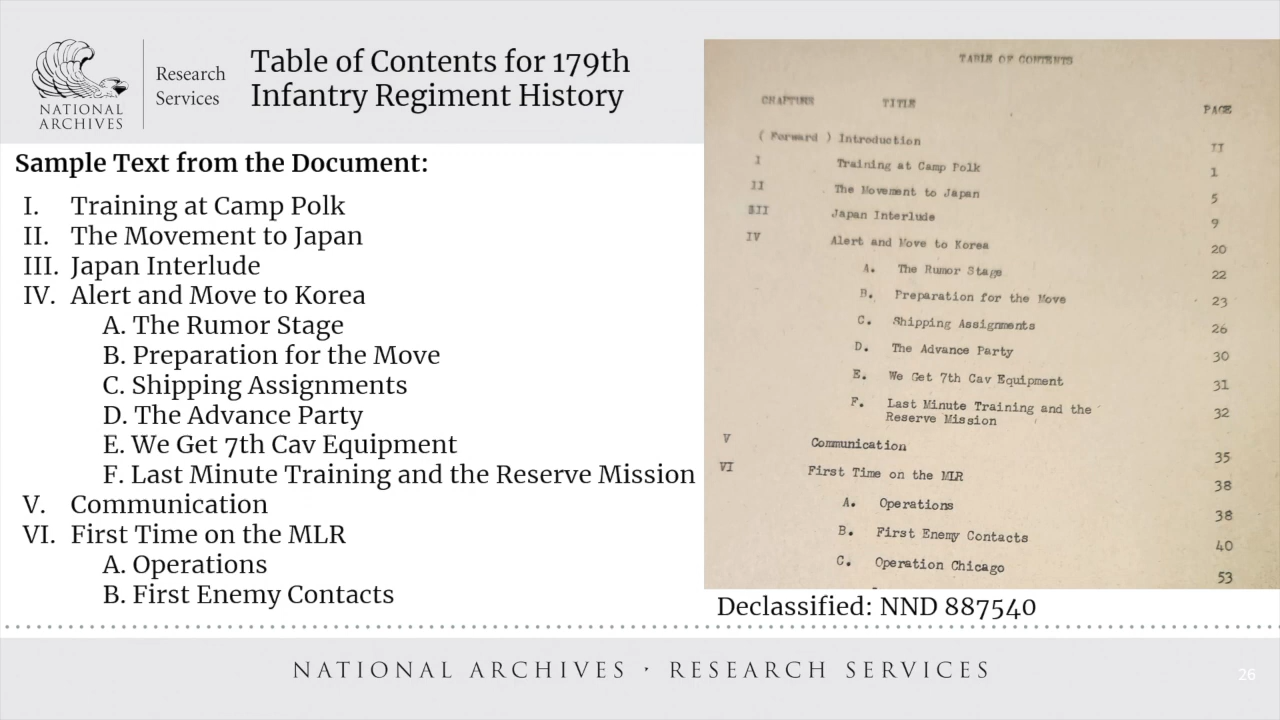 NATIONAL
ARCHIVES
Research
Services
Table of Contents for 179th
Infantry Regiment History
Sample Text from the Document:
I. Training at Camp Polk
II. The Movement to Japan
III. Japan Interlude
IV. Alert and Move to Korea
A. The Rumor Stage
B. Preparation for the Move
C. Shipping Assignments
D. The Advance Party
E. We Get 7th Cav Equipment
F. Last Minute Training and the Reserve Mission
V. Communication
VI. First Time on the MLR
A. Operations
B. First Enemy Contacts
TABLE OF CONTENTS
CHAPTERS TITLE PAGE
( Forward ) Introduction II
I Training at Camp Polk 1
II The Movement to Japan 5
III Japan Interlude 9
IV Alert and Move to Korea 20
A. The Rumor Stage 22
B. Preparation for the Move 23
C. Shipping Assignments 26
D. The Advance Party 30
E. We Get 7th Cav Equipment 31
F. Last Minute Training and the 32
Reserve Mission
V Communication 35
VI First Time on the MLR 38
A. Operations 38
B. First Enemy Contacts 40
C. Operation Chicago 53
Declassified: NND 887540
NATIONAL ARCHIVES · RESEARCH SERVICES
26